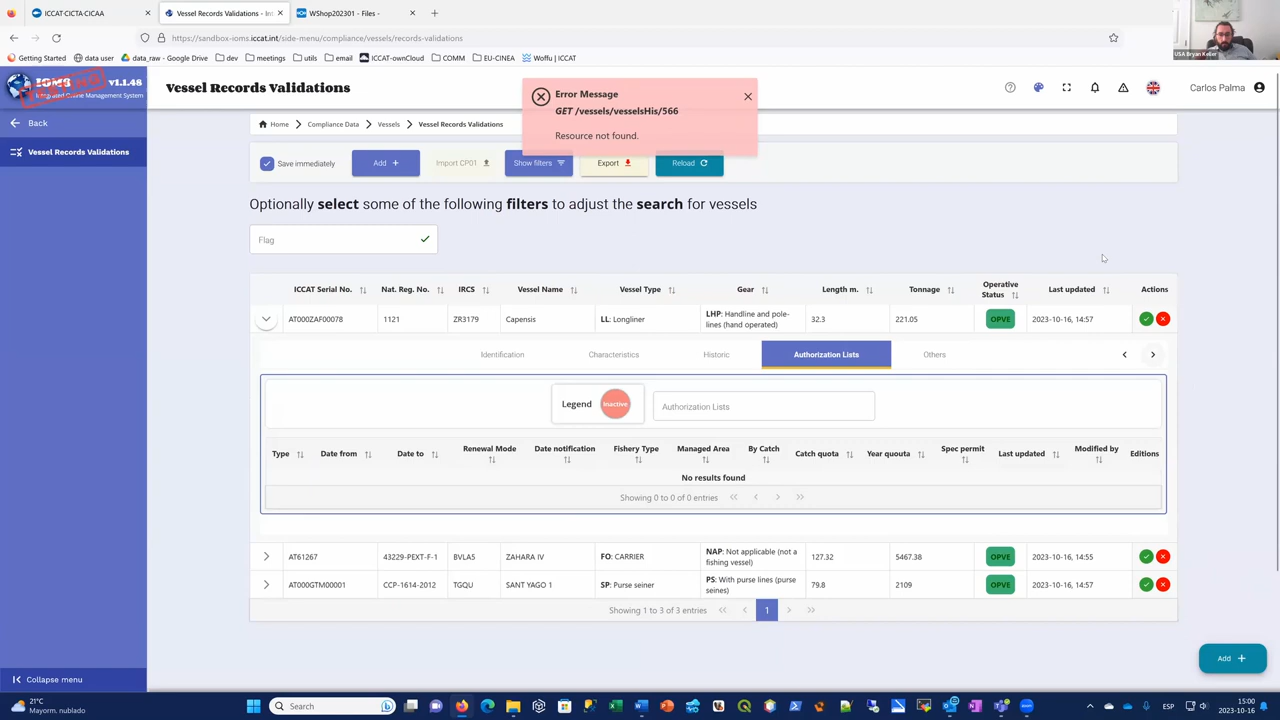 ICCAT·CICTA·CICAA
Vessel Records Validations - Int
WShop202301 - Files -
https://sandbox-ioms.iccat.int/side-menu/compliance/vessels/records-validations
Getting Started
data user
data_raw - Google Drive
dev
meetings
utils
email
ICCAT-ownCloud
COMM
EU-CINEA
Woffu | ICCAT
USA Bryan Keller
IOMS v1.1.48
Integrated Online Management System
Vessel Records Validations
Carlos Palma
Error Message
GET /vessels/vesselsHis/566
Resource not found.
Back
Vessel Records Validations
Home
Compliance Data
Vessels
Vessel Records Validations
Save immediately
Add
Import CP01
Show filters
Export
Reload
Optionally select some of the following filters to adjust the search for vessels
Flag
ICCAT Serial No. Nat. Reg. No. IRCS Vessel Name Vessel Type Gear Length m. Tonnage Operative Status Last updated Actions
AT000ZAF00078 1121 ZR3179 Capensis LL: Longliner LHP: Handline and pole-lines (hand operated) 32.3 221.05 OPVE 2023-10-16, 14:57
Identification Characteristics Historic Authorization Lists Others
Legend Inactive Authorization Lists
Type Date from Date to Renewal Mode Date notification Fishery Type Managed Area By Catch Catch quota Year quouta Spec permit Last updated Modified by Editions
No results found
Showing 0 to 0 of 0 entries
AT61267 43229-PEXT-F-1 BVLA5 ZAHARA IV FO: CARRIER NAP: Not applicable (not a fishing vessel) 127.32 5467.38 OPVE 2023-10-16, 14:55
AT000GTM00001 CCP-1614-2012 TGQU SANT YAGO 1 SP: Purse seiner PS: With purse lines (purse seines) 79.8 2109 OPVE 2023-10-16, 14:57
Showing 1 to 3 of 3 entries
1
Add
Collapse menu
21°C
Mayorm. nublado
Search
15:00
2023-10-16